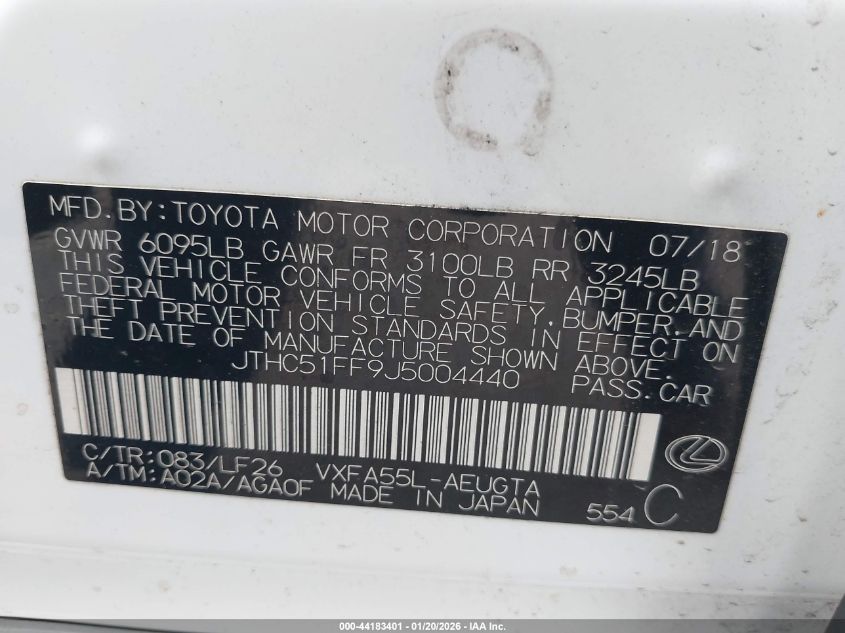 MFD. BY: TOYOTA MOTOR CORPORATION 07/18
GVWR 6095LB GAWR FR 3100LB RR 3245LB
THIS VEHICLE CONFORMS TO ALL APPLICABLE
FEDERAL MOTOR VEHICLE SAFETY, BUMPER, AND
THEFT PREVENTION STANDARDS IN EFFECT ON
THE DATE OF MANUFACTURE SHOWN ABOVE.
JTHC51FF9J5004440 PASS. CAR
C/TR: 083/LF26 VXFA55L-AEUGTA
A/TM: A02A/AGA0F MADE IN JAPAN 554 C
000-44183401 - 01/20/2026 - IAA Inc.